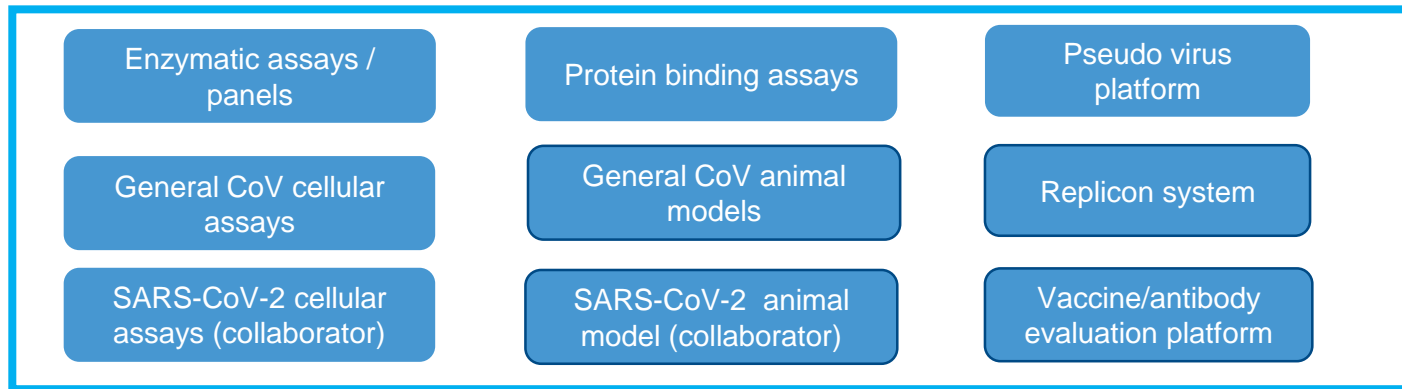 Enzymatic assays /
panels
Protein binding assays
Pseudo virus
platform
General CoV cellular
assays
General CoV animal
models
Replicon system
SARS-CoV-2 cellular
assays (collaborator)
SARS-CoV-2  animal
model (collaborator)
Vaccine/antibody
evaluation platform